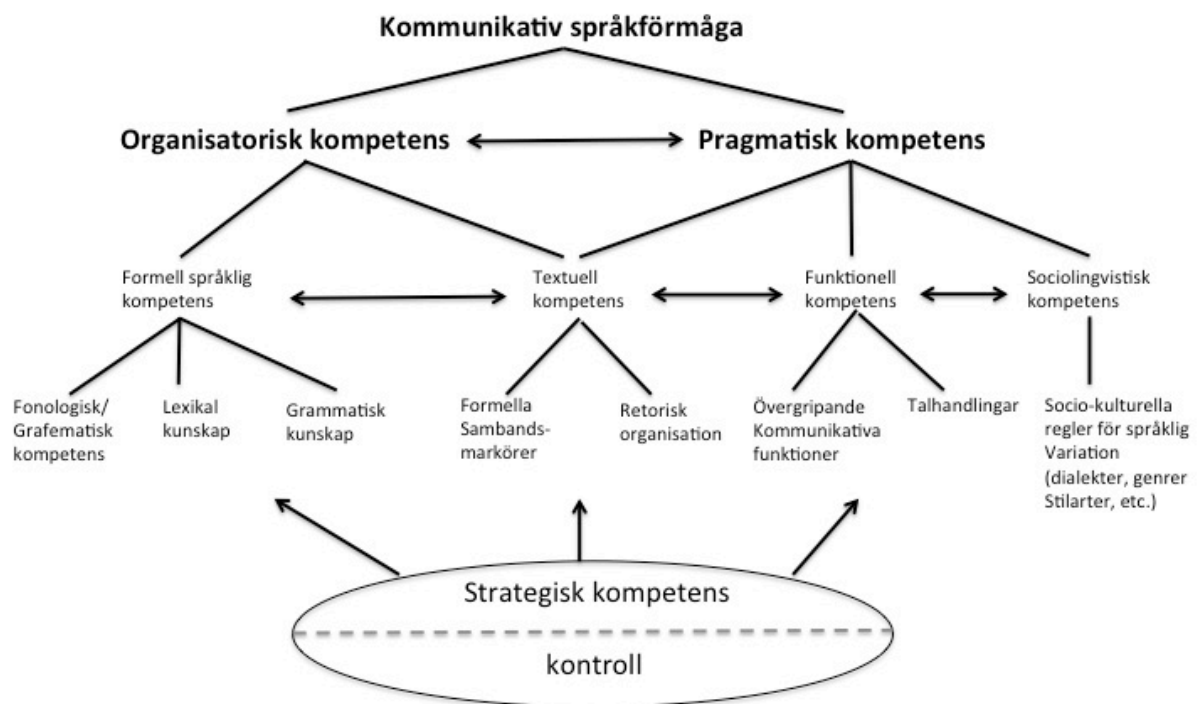 Kommunikativ språkförmåga
Organisatorisk kompetens
Pragmatisk kompetens
Formell språklig
kompetens
Textuell
kompetens
Funktionell
kompetens
Sociolingvistisk
kompetens
Fonologisk/
Grafematisk
kompetens
Lexikal
kunskap
Grammatisk
kunskap
Formella
Sambands-
markörer
Retorisk
organisation
Övergripande
Kommunikativa
funktioner
Talhandlingar
Socio-kulturella
regler för språklig
Variation
(dialekter, genrer
Stilarter, etc.)
Strategisk kompetens
kontroll